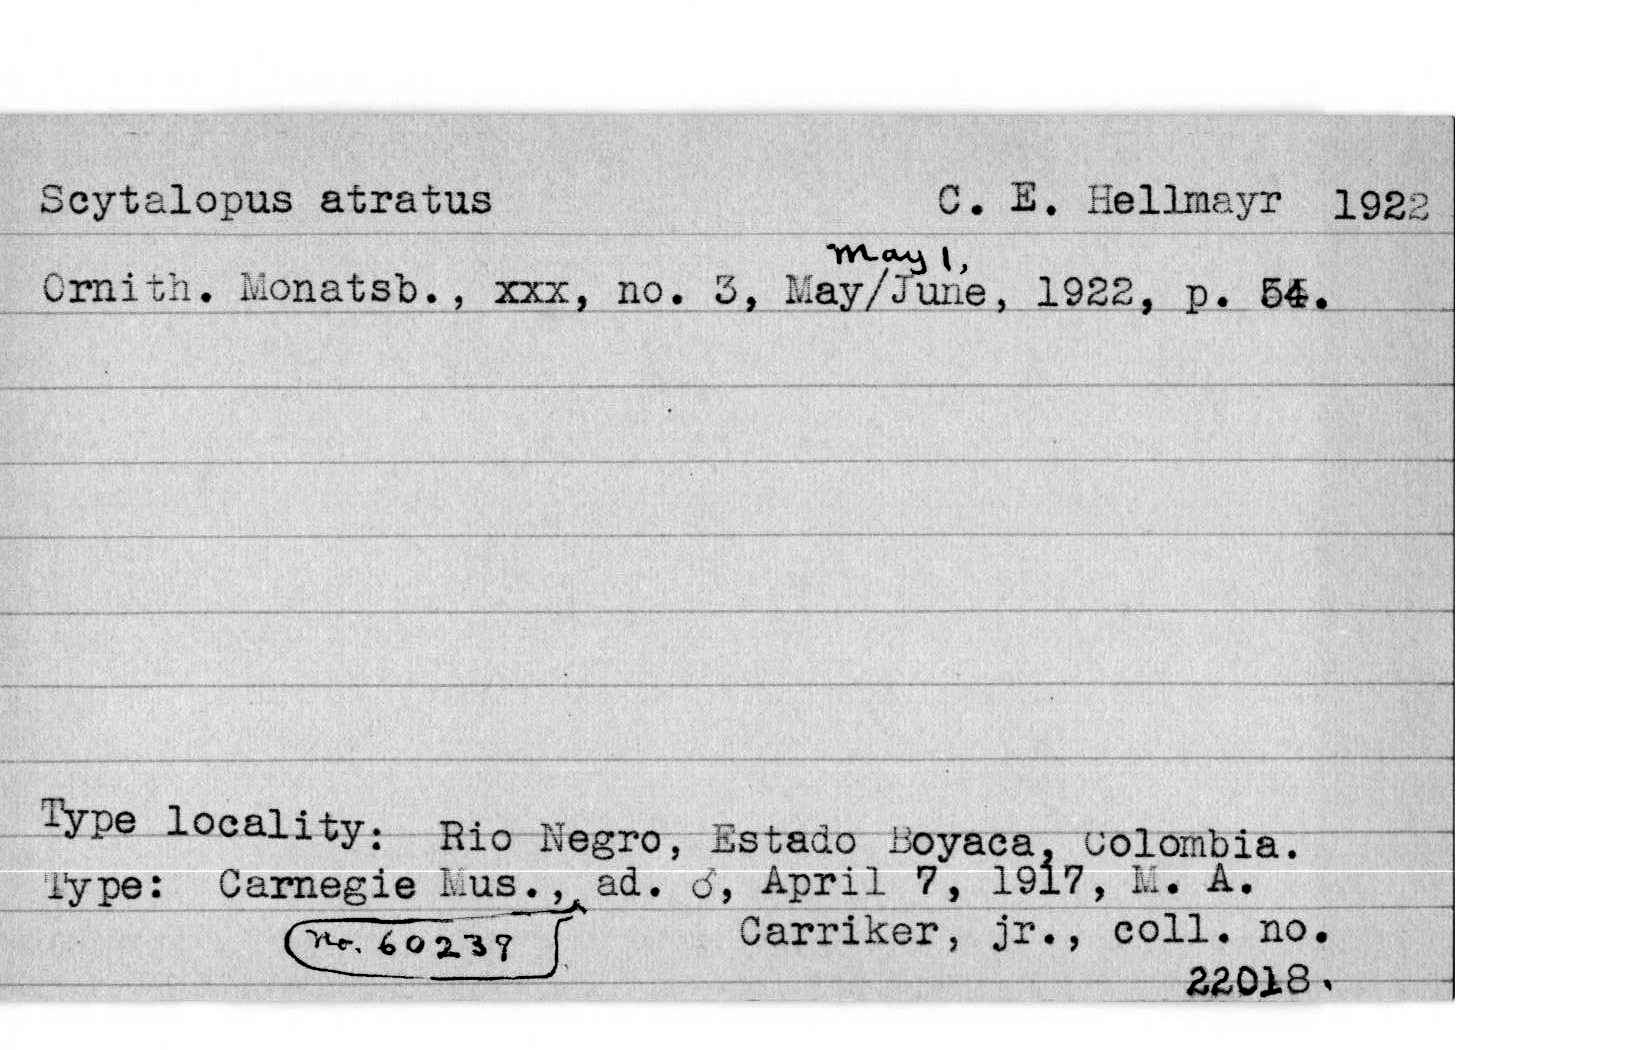 Scytalopus atratus C. E. Hellmayr 1922
May 1,
Ornith. Monatsb., xxx, no. 3, May/June, 1922, p. 54.
Type locality: Rio Negro, Estado Boyaca, Colombia.
Type: Carnegie Mus., ad. ♂, April 7, 1917, M. A.
no. 60239 Carriker, jr., coll. no.
22018.